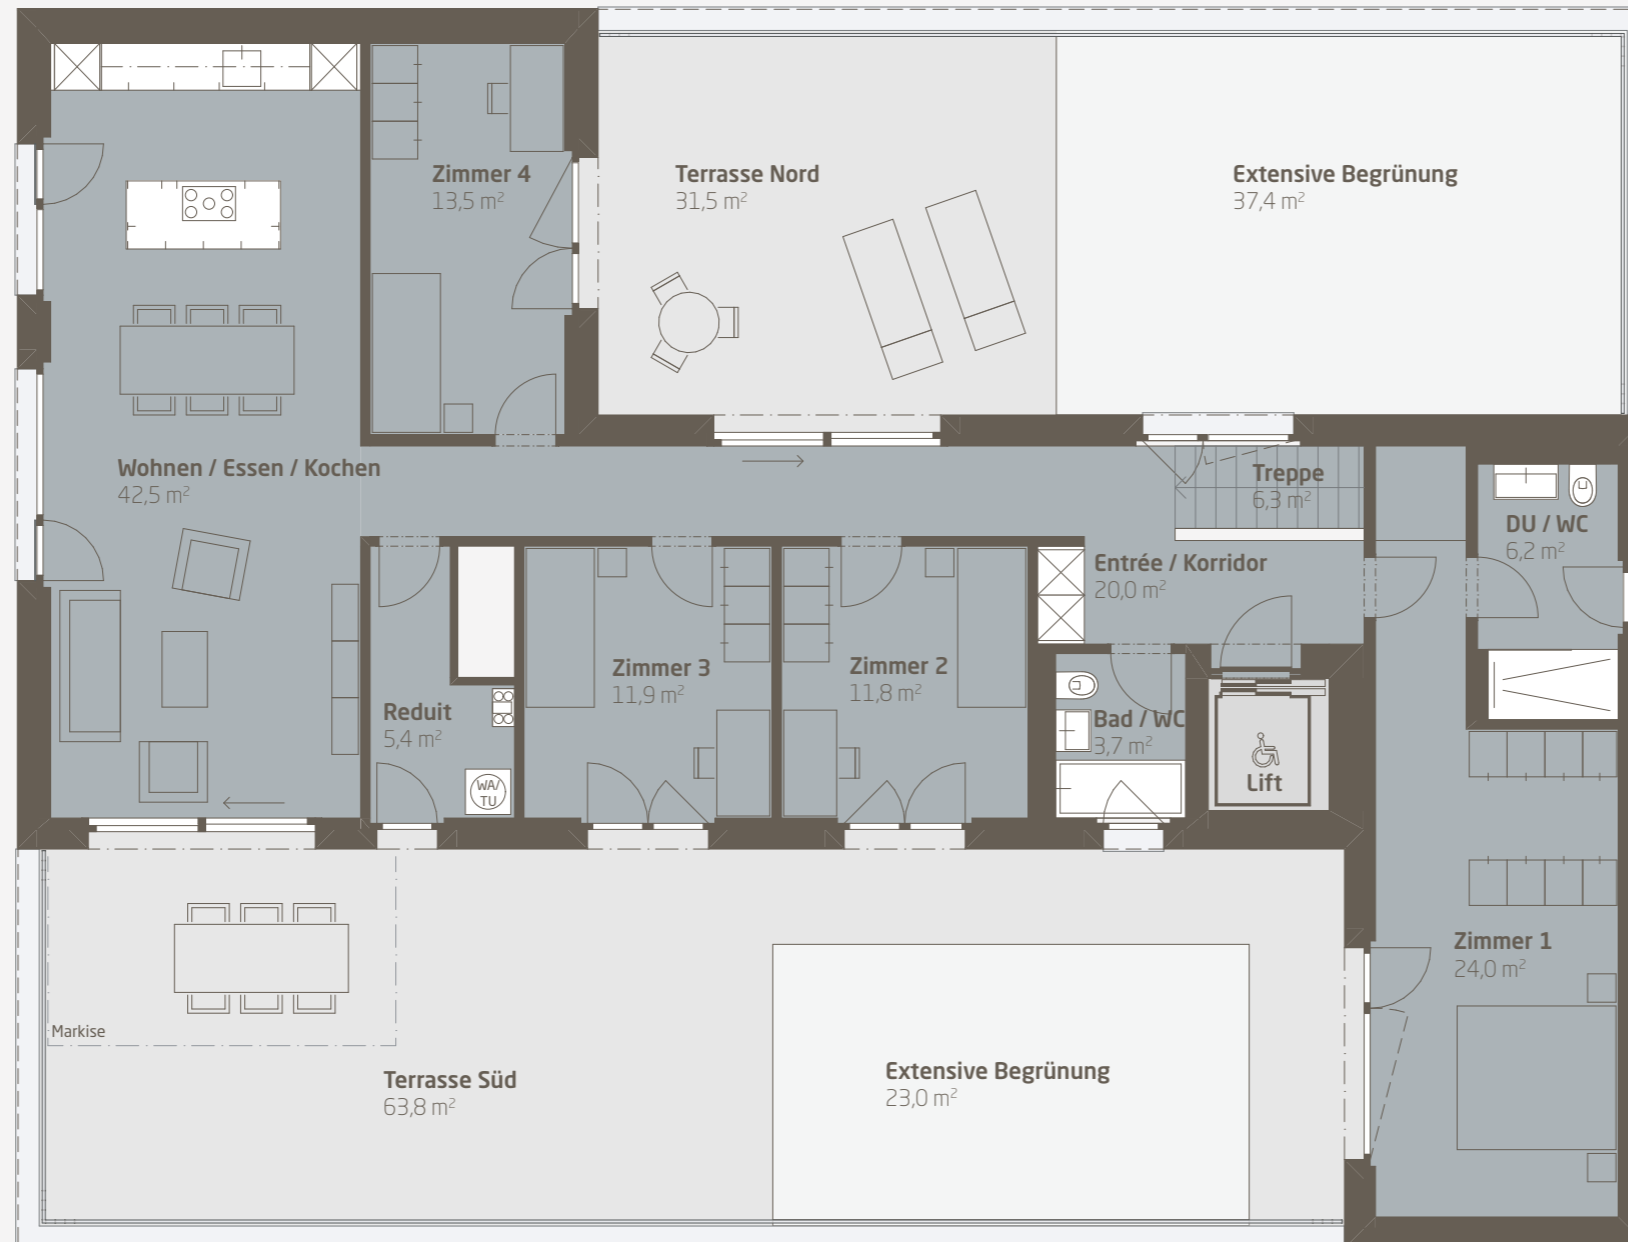 Zimmer 4
13,5 m²
Terrasse Nord
31,5 m²
Extensive Begrünung
37,4 m²
Wohnen / Essen / Kochen
42,5 m²
Treppe
6,3 m²
DU / WC
6,2 m²
Entrée / Korridor
20,0 m²
Zimmer 3
11,9 m²
Zimmer 2
11,8 m²
Reduit
5,4 m²
Bad / WC
3,7 m²
WA/
TU
Lift
Zimmer 1
24,0 m²
Markise
Terrasse Süd
63,8 m²
Extensive Begrünung
23,0 m²